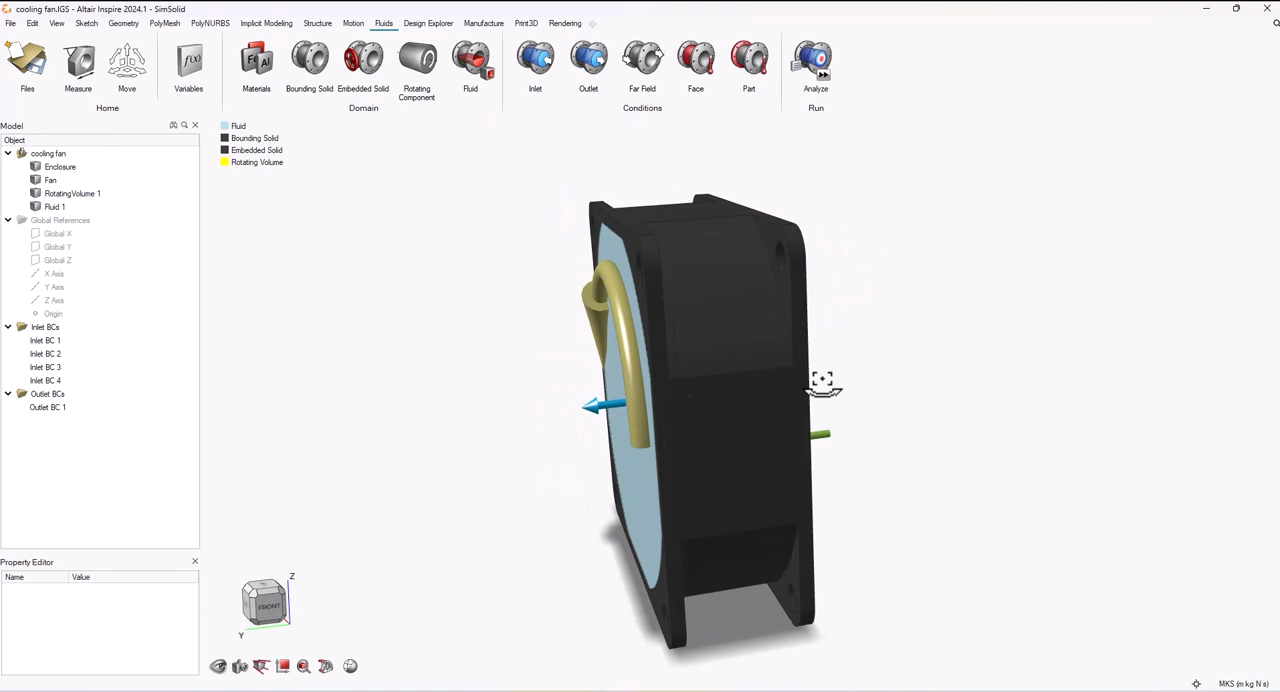 cooling fan.IGS - Altair Inspire 2024.1 - SimSolid
File Edit View Sketch Geometry PolyMesh PolyNURBS Implicit Modeling Structure Motion Fluids Design Explorer Manufacture Print3D Rendering
Files Measure Move Variables Materials Bounding Solid Embedded Solid Rotating Component Fluid Inlet Outlet Far Field Face Part Analyze
Home Domain Conditions Run
Model
Object
cooling fan
Enclosure
Fan
RotatingVolume 1
Fluid 1
Global References
Global X
Global Y
Global Z
X Axis
Y Axis
Z Axis
Origin
Inlet BCs
Inlet BC 1
Inlet BC 2
Inlet BC 3
Inlet BC 4
Outlet BCs
Outlet BC 1
Fluid
Bounding Solid
Embedded Solid
Rotating Volume
Property Editor
Name Value
Z
FRONT
Y
MKS (m kg N s)